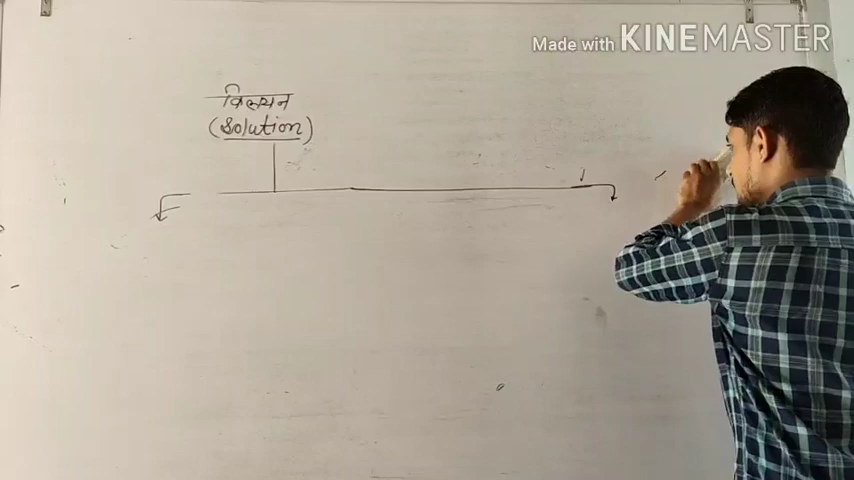 Made with KINEMASTER
विलयन
(Solution)